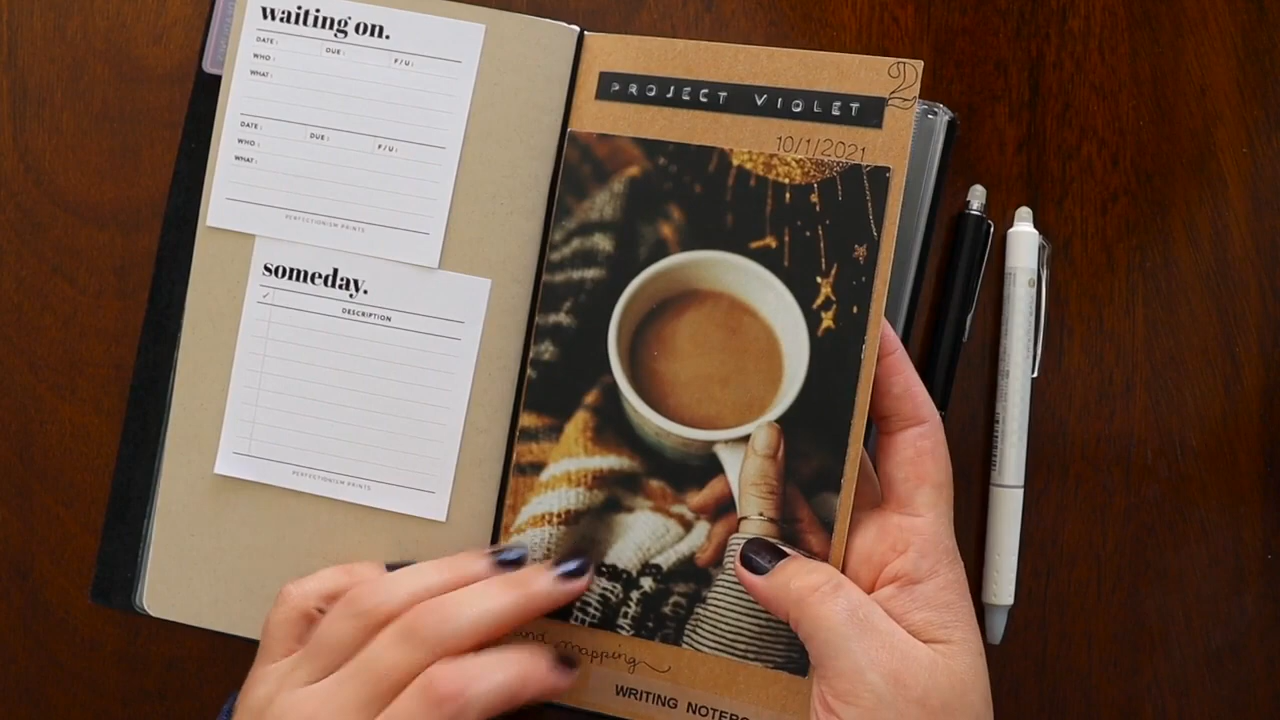 waiting on.
DATE: DUE: F/U:
WHO:
WHAT:
DATE: DUE: F/U:
WHO:
WHAT:
PERFECTIONISM PRINTS
someday.
✓ DESCRIPTION
PERFECTIONISM PRINTS
2
PROJECT VIOLET
10/1/2021
and mapping
WRITING